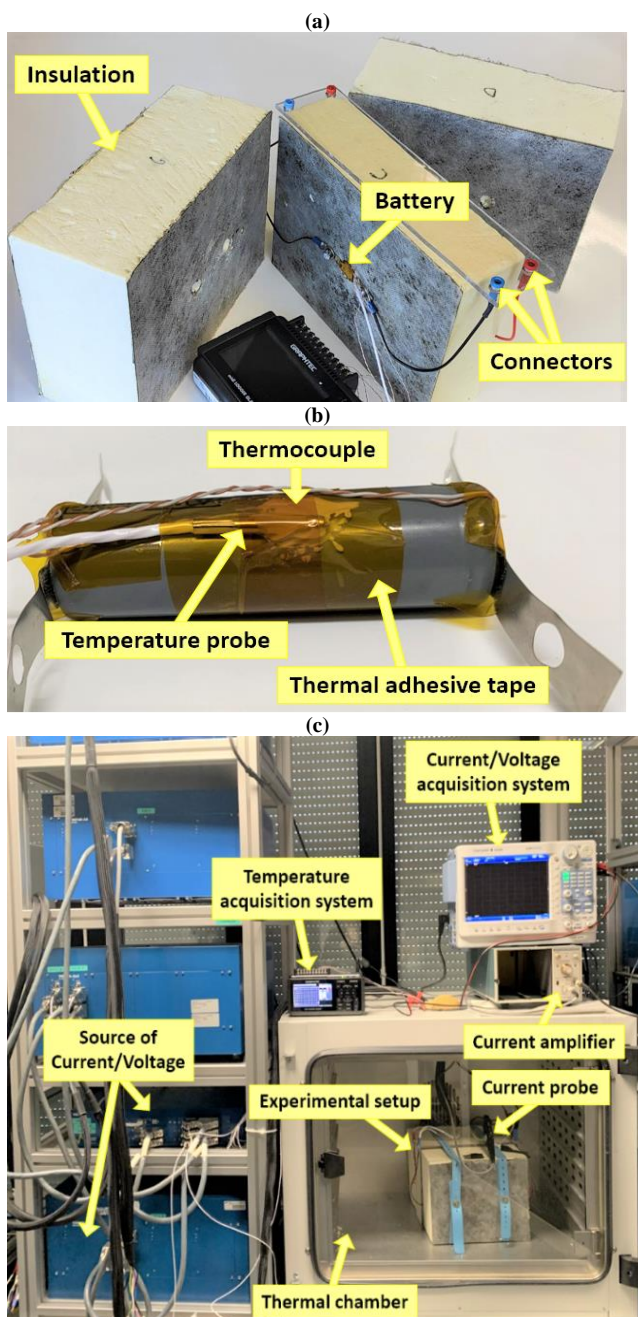 (a)
Insulation
Battery
GRAPHTEC
Connectors
(b)
Thermocouple
Temperature probe
Thermal adhesive tape
(c)
Current/Voltage
acquisition system
Temperature
acquisition system
Source of
Current/Voltage
Current amplifier
Current probe
Experimental setup
Thermal chamber